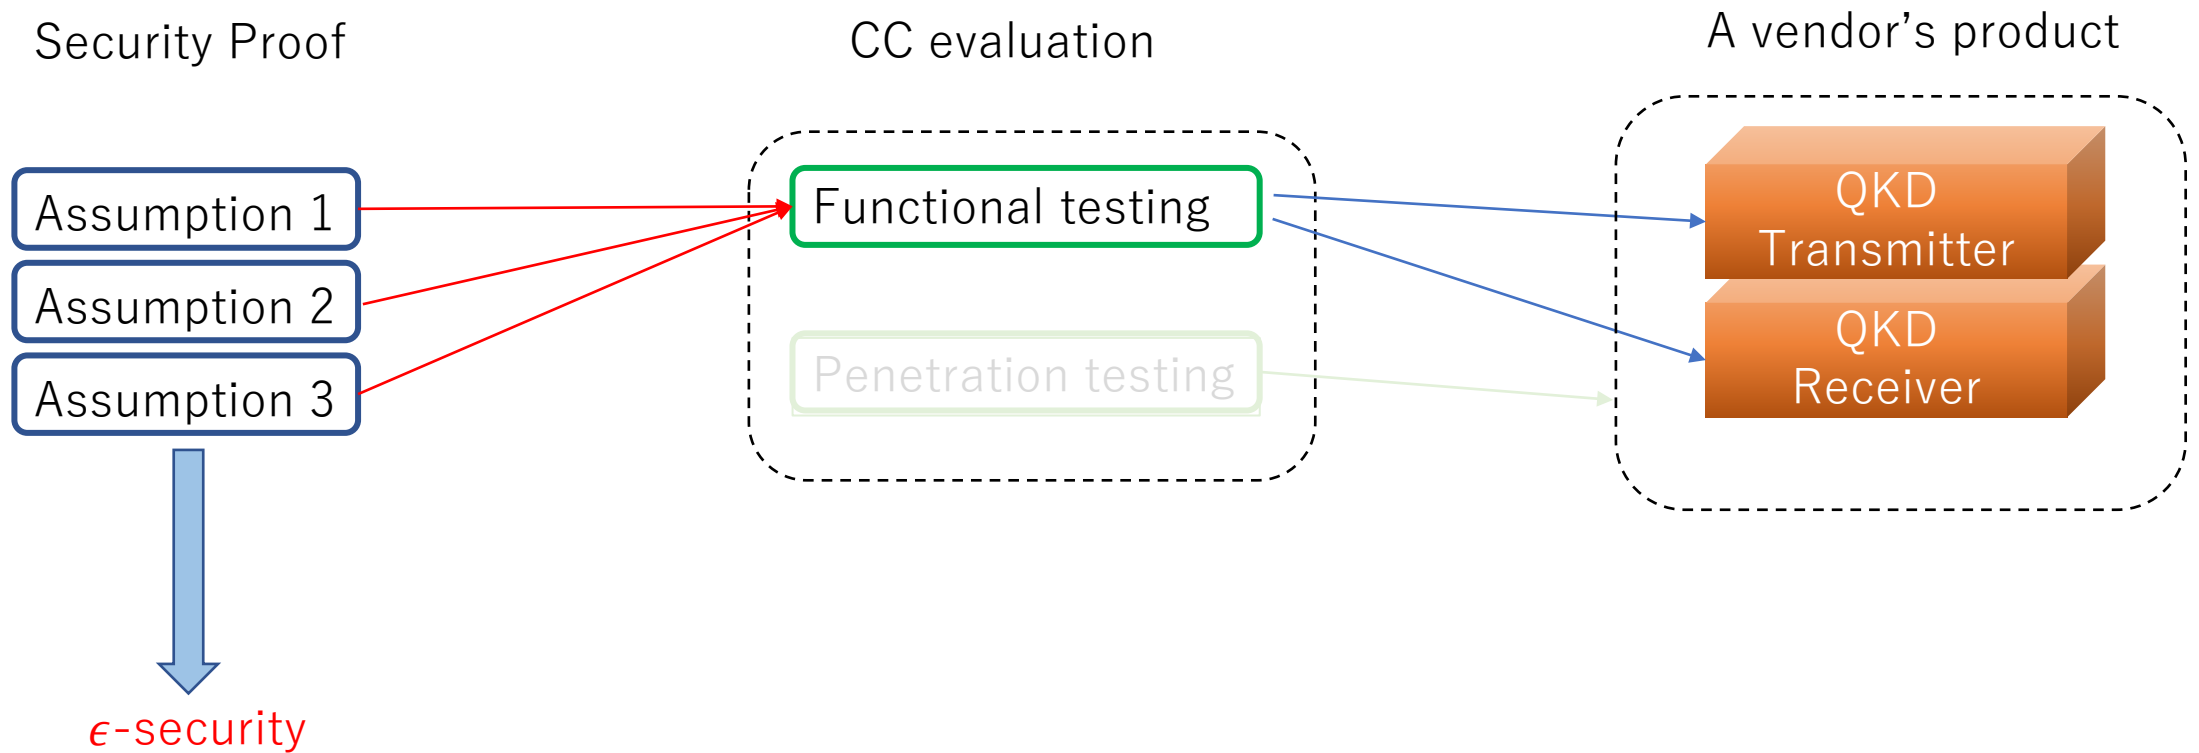 Security Proof
CC evaluation
A vendor’s product
Assumption 1
Assumption 2
Assumption 3
ϵ-security
Functional testing
Penetration testing
QKD
Transmitter
QKD
Receiver